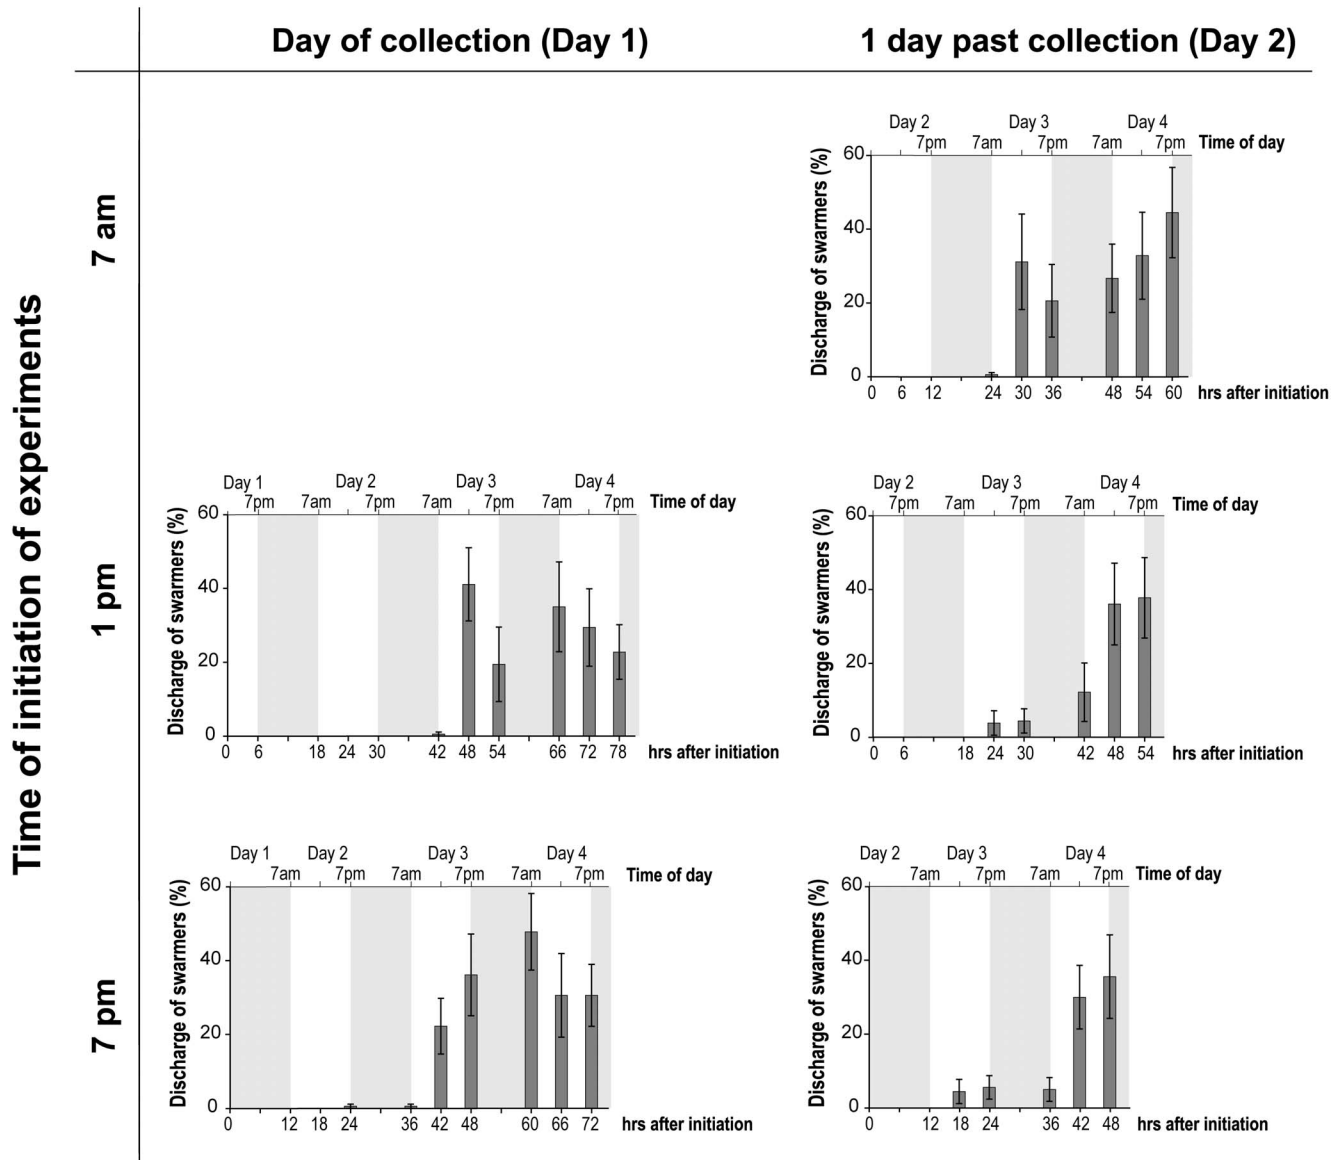 Day of collection (Day 1)
1 day past collection (Day 2)
Time of initiation of experiments
7 am
Day 2 Day 3 Day 4
7pm 7am 7pm 7am 7pm Time of day
Discharge of swarmers (%)
60
40
20
0
0 6 12 24 30 36 48 54 60 hrs after initiation
1 pm
Day 1 Day 2 Day 3 Day 4
7pm 7am 7pm 7am 7pm 7am 7pm Time of day
Discharge of swarmers (%)
60
40
20
0
0 6 18 24 30 42 48 54 66 72 78 hrs after initiation
Day 2 Day 3 Day 4
7pm 7am 7pm 7am 7pm Time of day
Discharge of swarmers (%)
60
40
20
0
0 6 18 24 30 42 48 54 hrs after initiation
7 pm
Day 1 Day 2 Day 3 Day 4
7am 7pm 7am 7pm 7am 7pm Time of day
Discharge of swarmers (%)
60
40
20
0
0 12 18 24 36 42 48 60 66 72 hrs after initiation
Day 2 Day 3 Day 4
7am 7pm 7am 7pm Time of day
Discharge of swarmers (%)
60
40
20
0
0 12 18 24 36 42 48 hrs after initiation